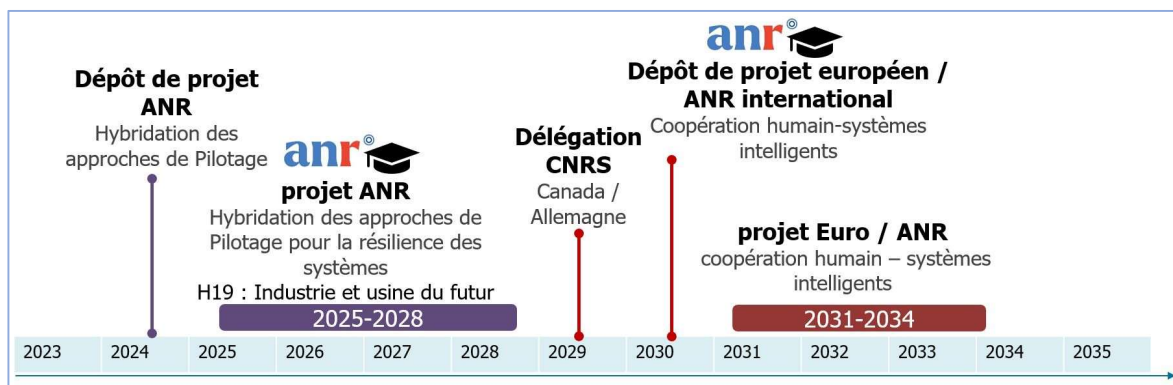 Dépôt de projet
ANR
Hybridation des
approches de Pilotage
anr
projet ANR
Hybridation des approches de
Pilotage pour la résilience des
systèmes
H19 : Industrie et usine du futur
2025-2028
Délégation
CNRS
Canada /
Allemagne
anr
Dépôt de projet européen /
ANR international
Coopération humain-systèmes
intelligents
projet Euro / ANR
coopération humain – systèmes
intelligents
2031-2034
2023 2024 2025 2026 2027 2028 2029 2030 2031 2032 2033 2034 2035